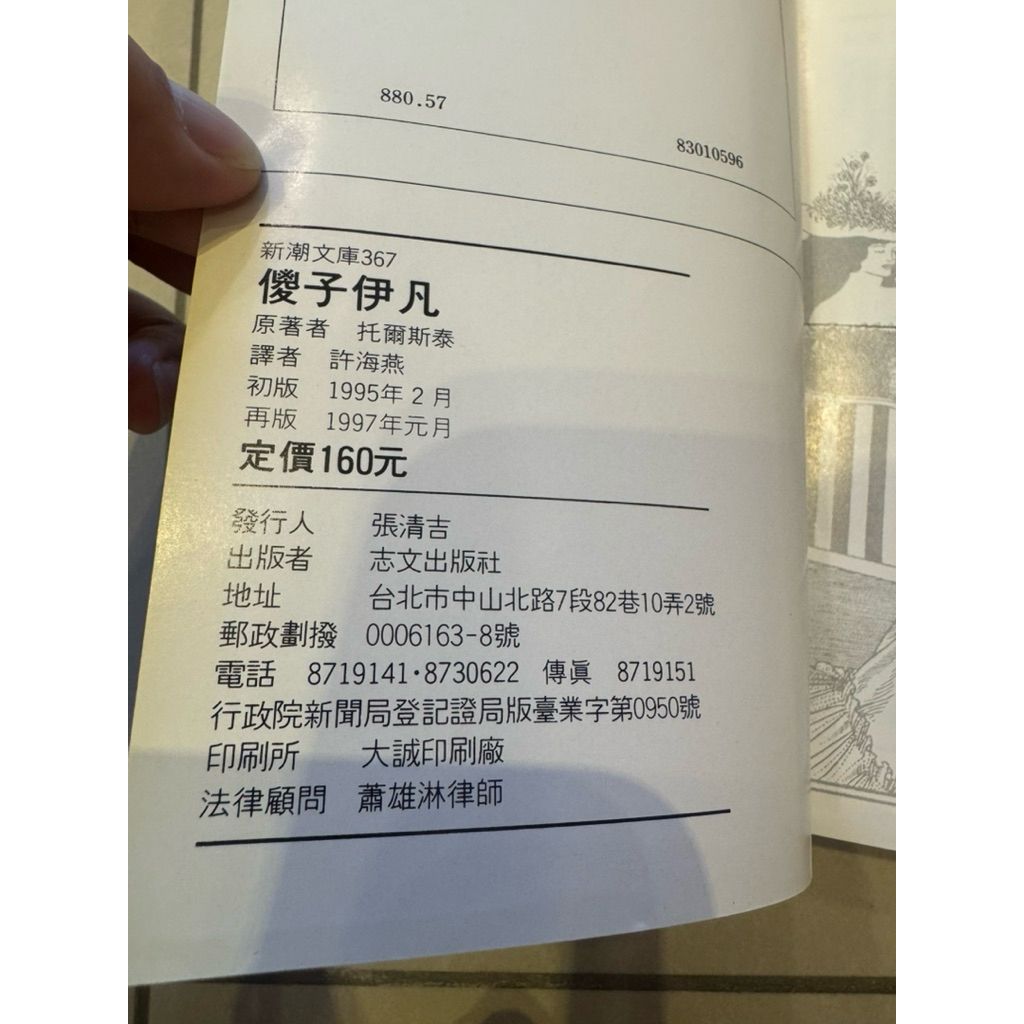 880.57
83010596
新潮文庫367
傻子伊凡
原著者 托爾斯泰
譯者 許海燕
初版 1995年2月
再版 1997年元月
定價160元
發行人 張清吉
出版者 志文出版社
地址 台北市中山北路7段82巷10弄2號
郵政劃撥 0006163-8號
電話 8719141·8730622 傳眞 8719151
行政院新聞局登記證局版臺業字第0950號
印刷所 大誠印刷廠
法律顧問 蕭雄淋律師